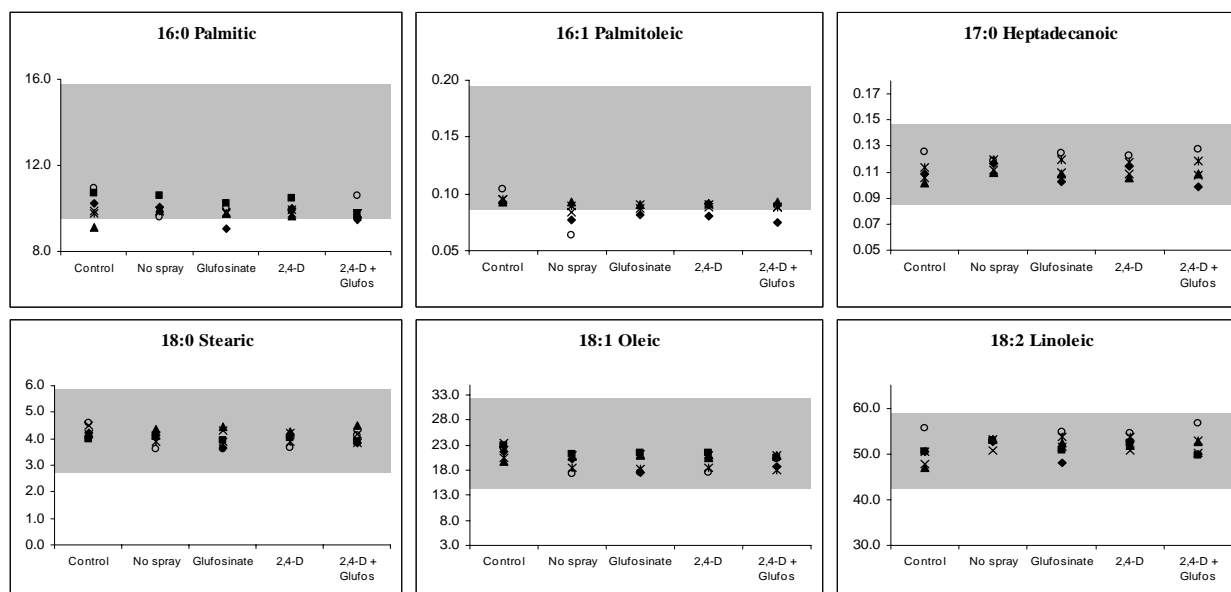 16:0 Palmitic
16.0
12.0
8.0
Control No spray Glufosinate 2,4-D 2,4-D +
Glufos
16:1 Palmitoleic
0.20
0.15
0.10
0.05
Control No spray Glufosinate 2,4-D 2,4-D +
Glufos
17:0 Heptadecanoic
0.17
0.15
0.13
0.11
0.09
0.07
0.05
Control No spray Glufosinate 2,4-D 2,4-D +
Glufos
18:0 Stearic
6.0
5.0
4.0
3.0
2.0
1.0
0.0
Control No spray Glufosinate 2,4-D 2,4-D +
Glufos
18:1 Oleic
33.0
28.0
23.0
18.0
13.0
8.0
3.0
Control No spray Glufosinate 2,4-D 2,4-D +
Glufos
18:2 Linoleic
60.0
50.0
40.0
30.0
Control No spray Glufosinate 2,4-D 2,4-D +
Glufos